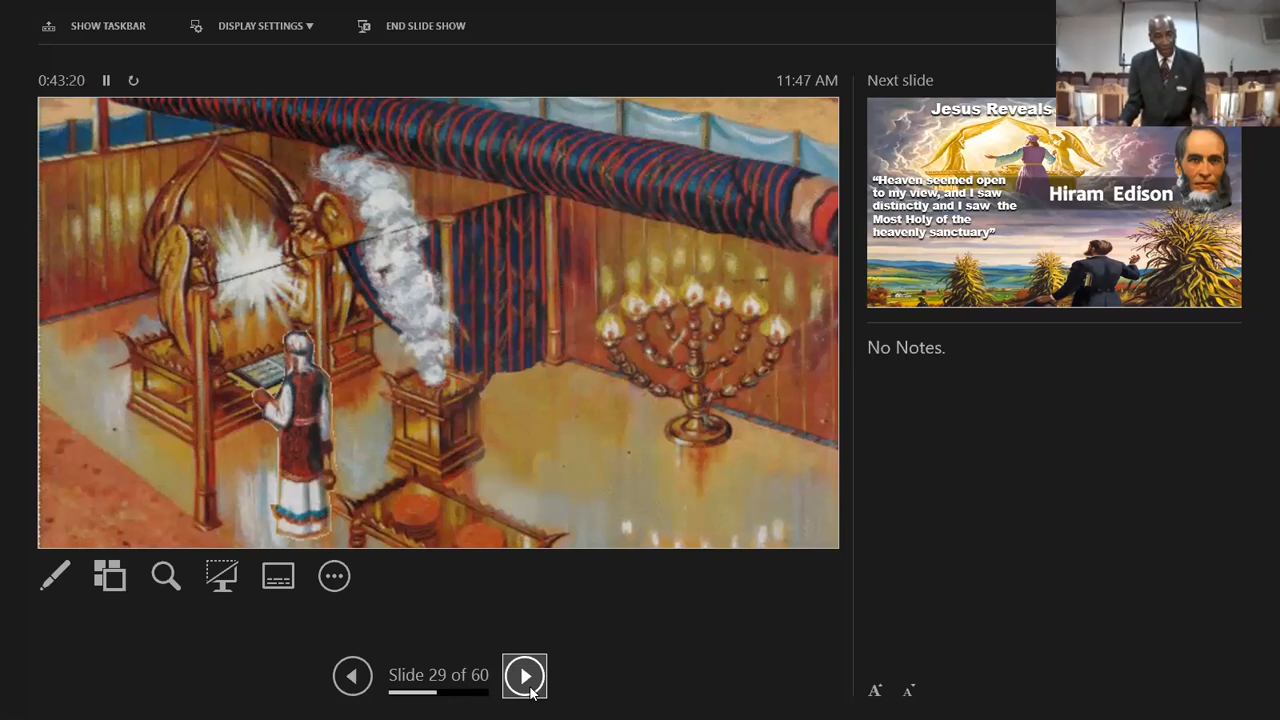 SHOW TASKBAR
DISPLAY SETTINGS ▼
END SLIDE SHOW
0:43:20
11:47 AM
Next slide
Jesus Reveals
“Heaven seemed open
to my view, and I saw
distinctly and I saw the
Most Holy of the
heavenly sanctuary”
Hiram Edison
No Notes.
Slide 29 of 60
A A